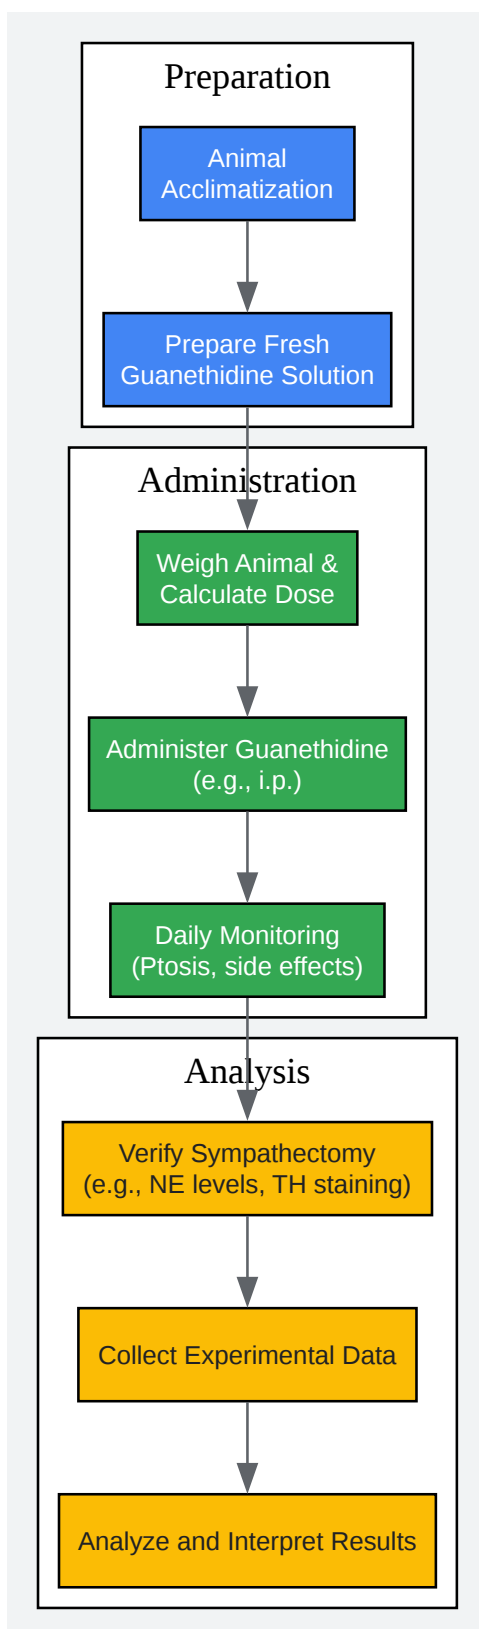 Preparation
Animal
Acclimatization
Prepare Fresh
Guanethidine Solution
Administration
Weigh Animal &
Calculate Dose
Administer Guanethidine
(e.g., i.p.)
Daily Monitoring
(Ptosis, side effects)
Analysis
Verify Sympathectomy
(e.g., NE levels, TH staining)
Collect Experimental Data
Analyze and Interpret Results